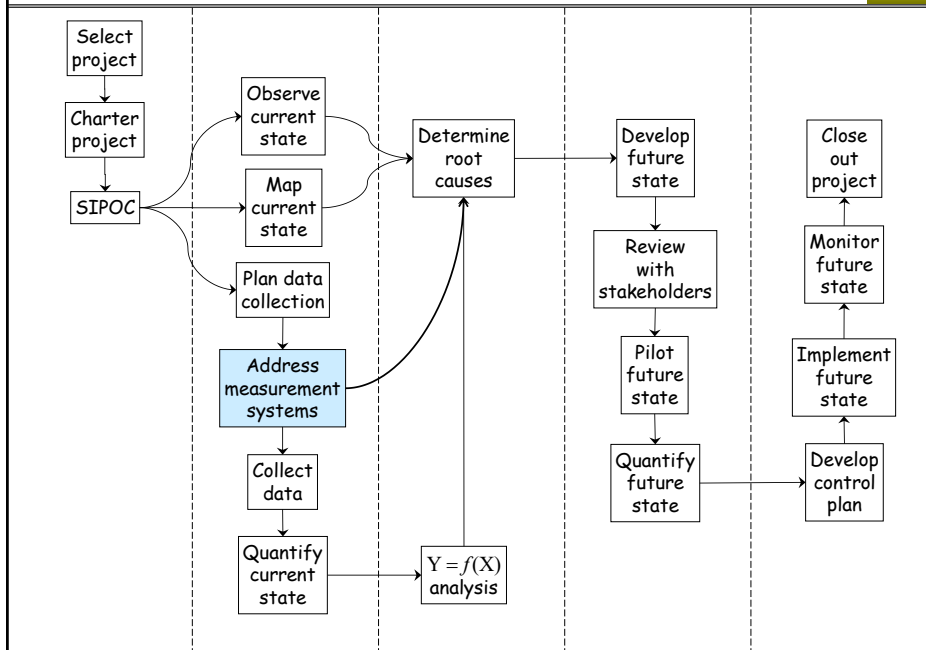 Select
project
Charter
project
SIPOC
Observe
current
state
Map
current
state
Plan data
collection
Address
measurement
systems
Collect
data
Quantify
current
state
Determine
root
causes
Y = f(X)
analysis
Develop
future
state
Review
with
stakeholders
Pilot
future
state
Quantify
future
state
Close
out
project
Monitor
future
state
Implement
future
state
Develop
control
plan